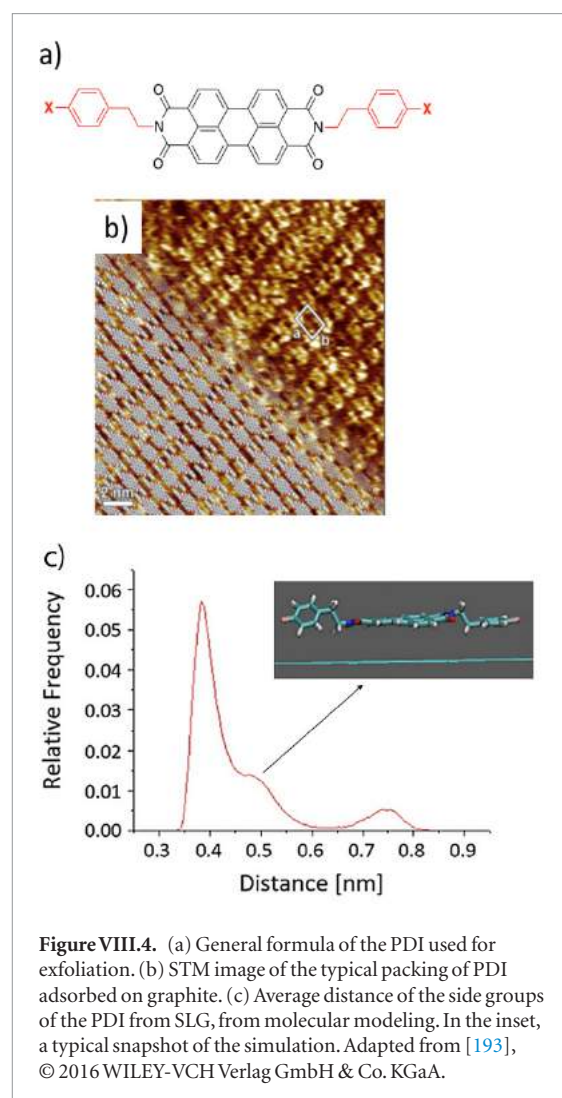 a)
X
N
O
O
O
O
N
X
b)
a
b
2 nm
c)
0.06
0.05
0.04
0.03
0.02
0.01
0.00
Relative Frequency
0.3 0.4 0.5 0.6 0.7 0.8 0.9
Distance [nm]
Figure VIII.4. (a) General formula of the PDI used for
exfoliation. (b) STM image of the typical packing of PDI
adsorbed on graphite. (c) Average distance of the side groups
of the PDI from SLG, from molecular modeling. In the inset,
a typical snapshot of the simulation. Adapted from [193],
© 2016 WILEY-VCH Verlag GmbH & Co. KGaA.